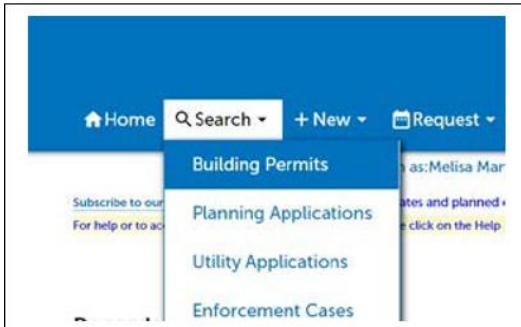 Home Search + New Request
Building Permits
as:Melisa Mar
Subscribe to our ates and planned
Planning Applications
For help or to ac click on the Help
Utility Applications
Enforcement Cases